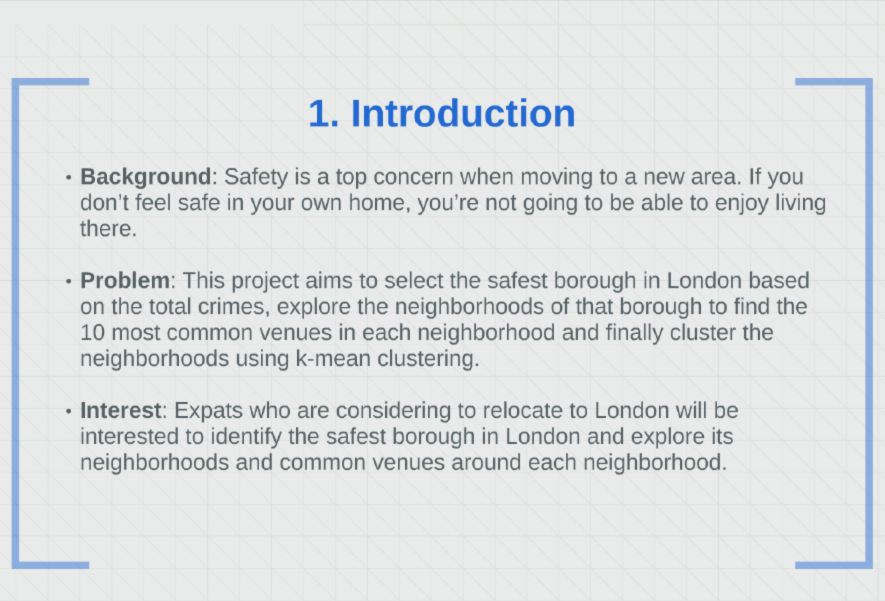 1. Introduction
• Background: Safety is a top concern when moving to a new area. If you
don’t feel safe in your own home, you’re not going to be able to enjoy living
there.
• Problem: This project aims to select the safest borough in London based
on the total crimes, explore the neighborhoods of that borough to find the
10 most common venues in each neighborhood and finally cluster the
neighborhoods using k-mean clustering.
• Interest: Expats who are considering to relocate to London will be
interested to identify the safest borough in London and explore its
neighborhoods and common venues around each neighborhood.